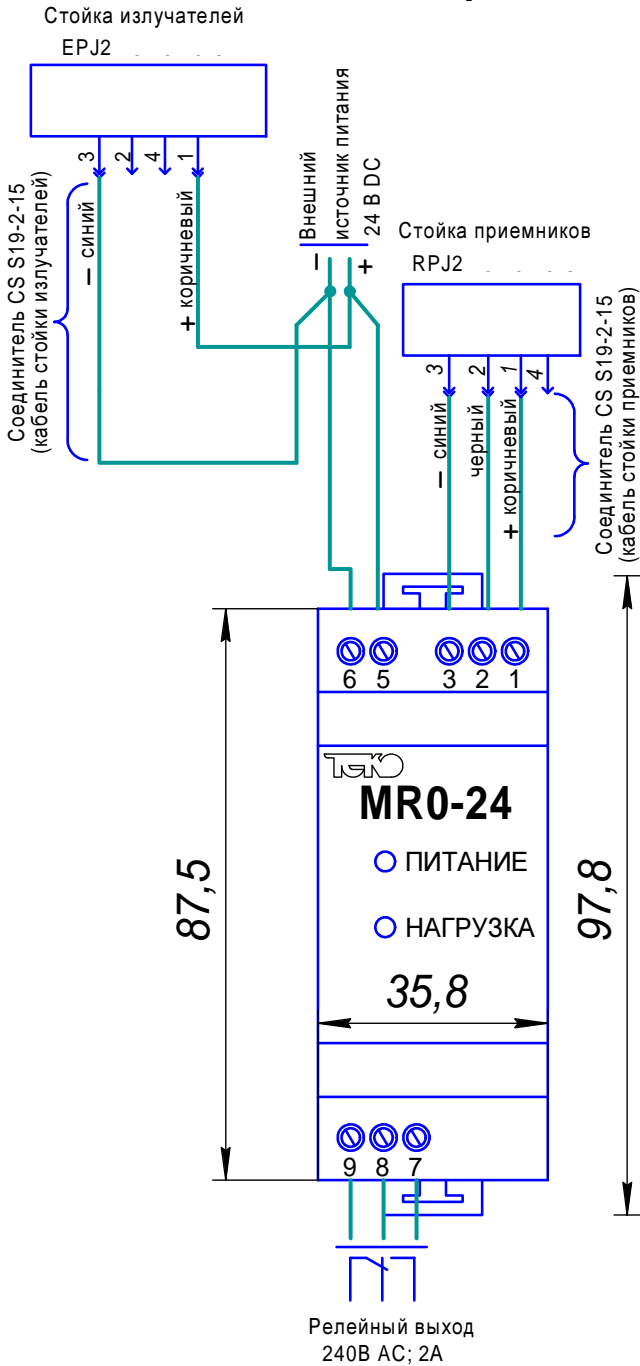 Стойка излучателей
EPJ2
3 2 4 1
Соединитель CS S19-2-15
(кабель стойки излучателей)
– синий
+ коричневый
Внешний
источник питания
24 В DC
– +
Стойка приемников
RPJ2
3 2 1 4
– синий
черный
+ коричневый
Соединитель CS S19-2-15
(кабель стойки приемников)
6 5 3 2 1
ТЕКО
MR0-24
ПИТАНИЕ
НАГРУЗКА
87,5
97,8
35,8
9 8 7
Релейный выход
240В AC; 2А